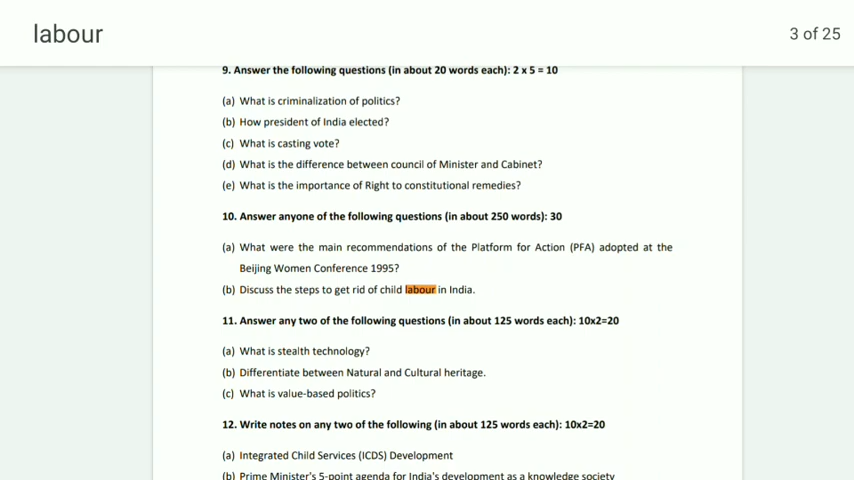 labour
3 of 25
9. Answer the following questions (in about 20 words each): 2 x 5 = 10
(a) What is criminalization of politics?
(b) How president of India elected?
(c) What is casting vote?
(d) What is the difference between council of Minister and Cabinet?
(e) What is the importance of Right to constitutional remedies?
10. Answer anyone of the following questions (in about 250 words): 30
(a) What were the main recommendations of the Platform for Action (PFA) adopted at the
Beijing Women Conference 1995?
(b) Discuss the steps to get rid of child labour in India.
11. Answer any two of the following questions (in about 125 words each): 10x2=20
(a) What is stealth technology?
(b) Differentiate between Natural and Cultural heritage.
(c) What is value-based politics?
12. Write notes on any two of the following (in about 125 words each): 10x2=20
(a) Integrated Child Services (ICDS) Development
(b) Prime Minister's 5-point agenda for India's development as a knowledge society